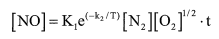 [NO] = K₁e^(−k₂/T)[N₂][O₂]^1/2 · t